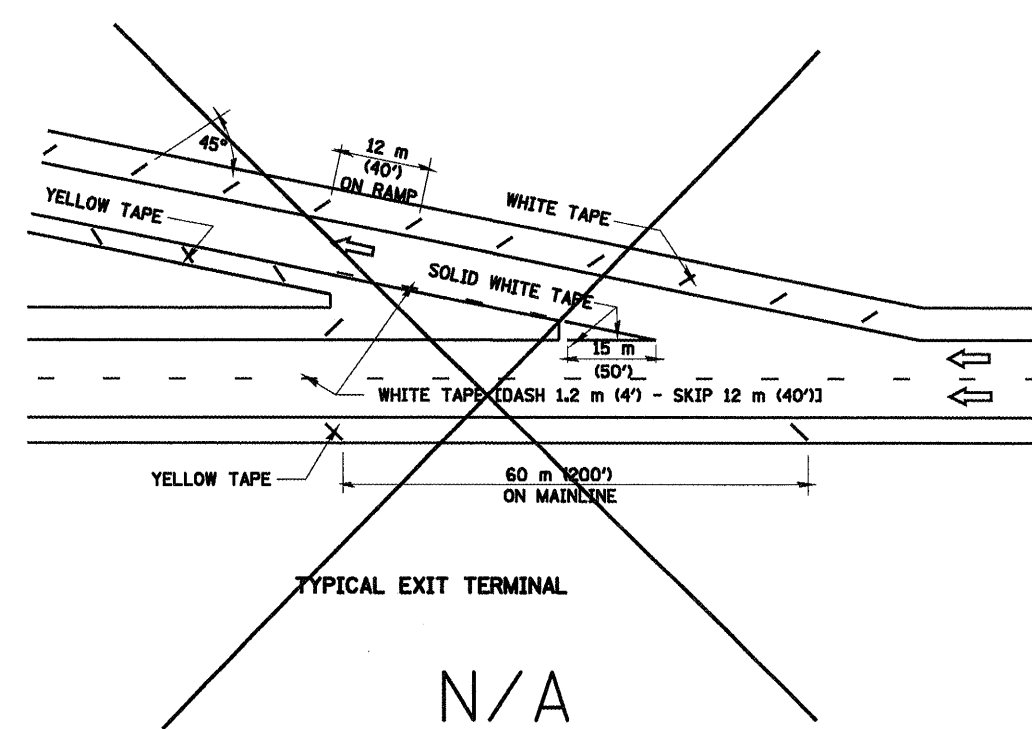 45°
12 m
(40')
ON RAMP
YELLOW TAPE
WHITE TAPE
SOLID WHITE TAPE
15 m
(50')
WHITE TAPE [DASH 1.2 m (4') - SKIP 12 m (40')]
YELLOW TAPE
60 m (200')
ON MAINLINE
TYPICAL EXIT TERMINAL
N/A